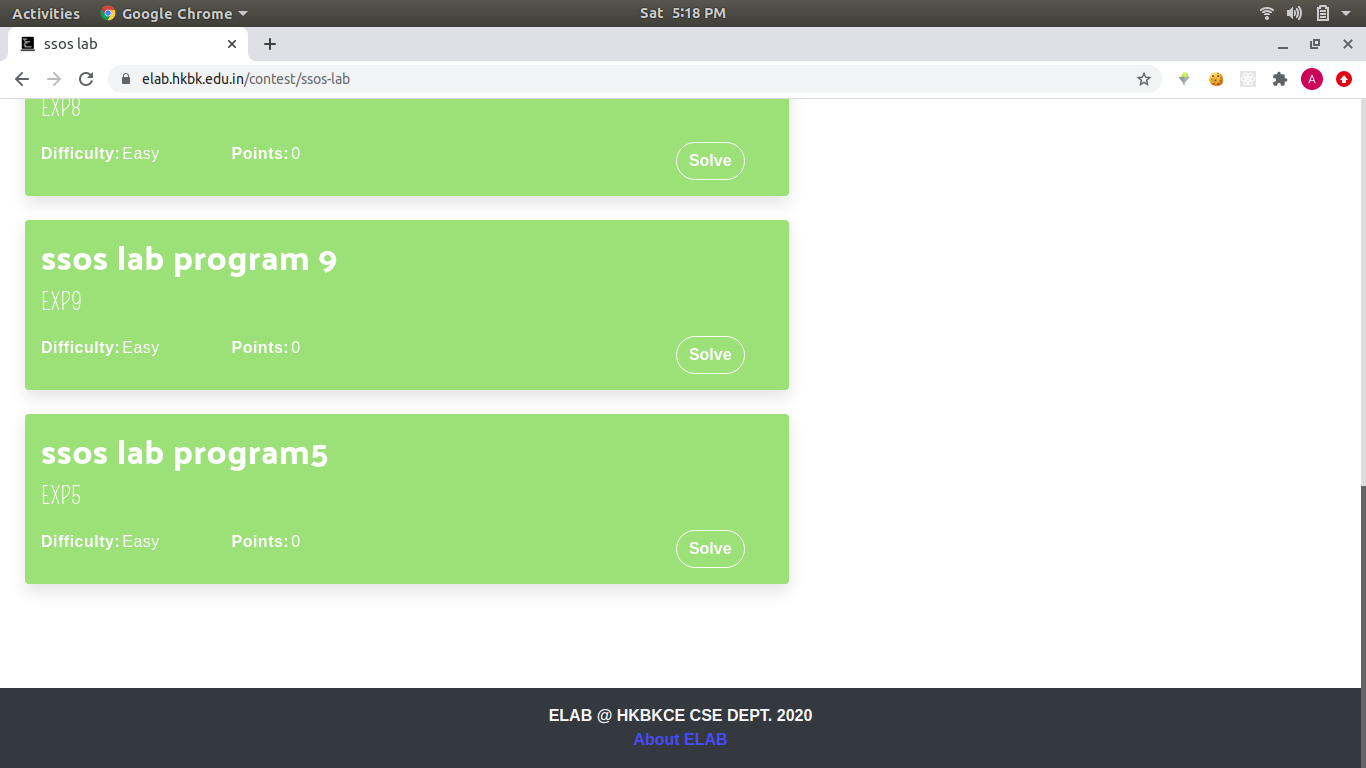 Activities Google Chrome Sat 5:18 PM
ssos lab
elab.hkbk.edu.in/contest/ssos-lab
A
EXP8
Difficulty: Easy Points: 0
Solve
ssos lab program 9
EXP9
Difficulty: Easy Points: 0
Solve
ssos lab program5
EXP5
Difficulty: Easy Points: 0
Solve
ELAB @ HKBKCE CSE DEPT. 2020
About ELAB